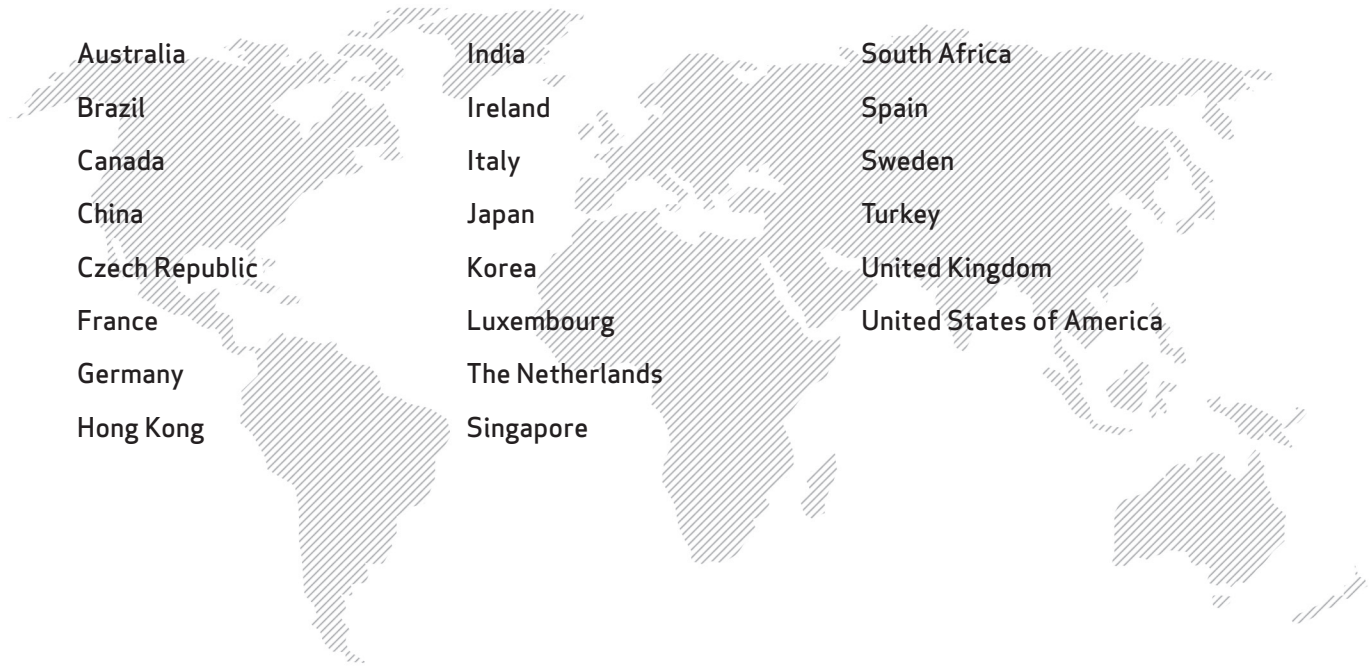 Australia
Brazil
Canada
China
Czech Republic
France
Germany
Hong Kong
India
Ireland
Italy
Japan
Korea
Luxembourg
The Netherlands
Singapore
South Africa
Spain
Sweden
Turkey
United Kingdom
United States of America